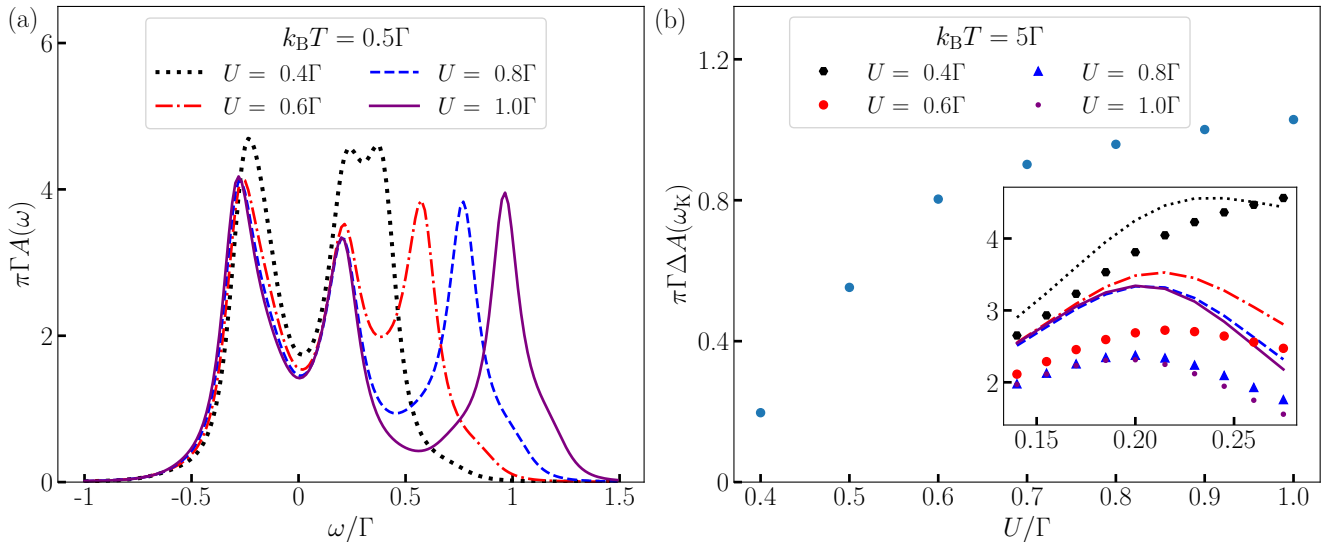 (a)
k_B T = 0.5Γ
U = 0.4Γ
U = 0.8Γ
U = 0.6Γ
U = 1.0Γ
πΓA(ω)
6
4
2
0
-1
-0.5
0
0.5
1
1.5
ω/Γ
(b)
k_B T = 5Γ
U = 0.4Γ
U = 0.8Γ
U = 0.6Γ
U = 1.0Γ
πΓΔA(ω_K)
1.2
0.8
0.4
0
4
3
2
0.15
0.20
0.25
0.4
0.5
0.6
0.7
0.8
0.9
1.0
U/Γ